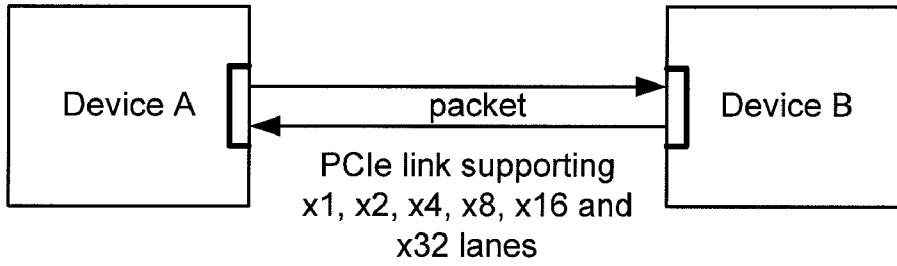 Device A
packet
Device B
PCIe link supporting
x1, x2, x4, x8, x16 and
x32 lanes